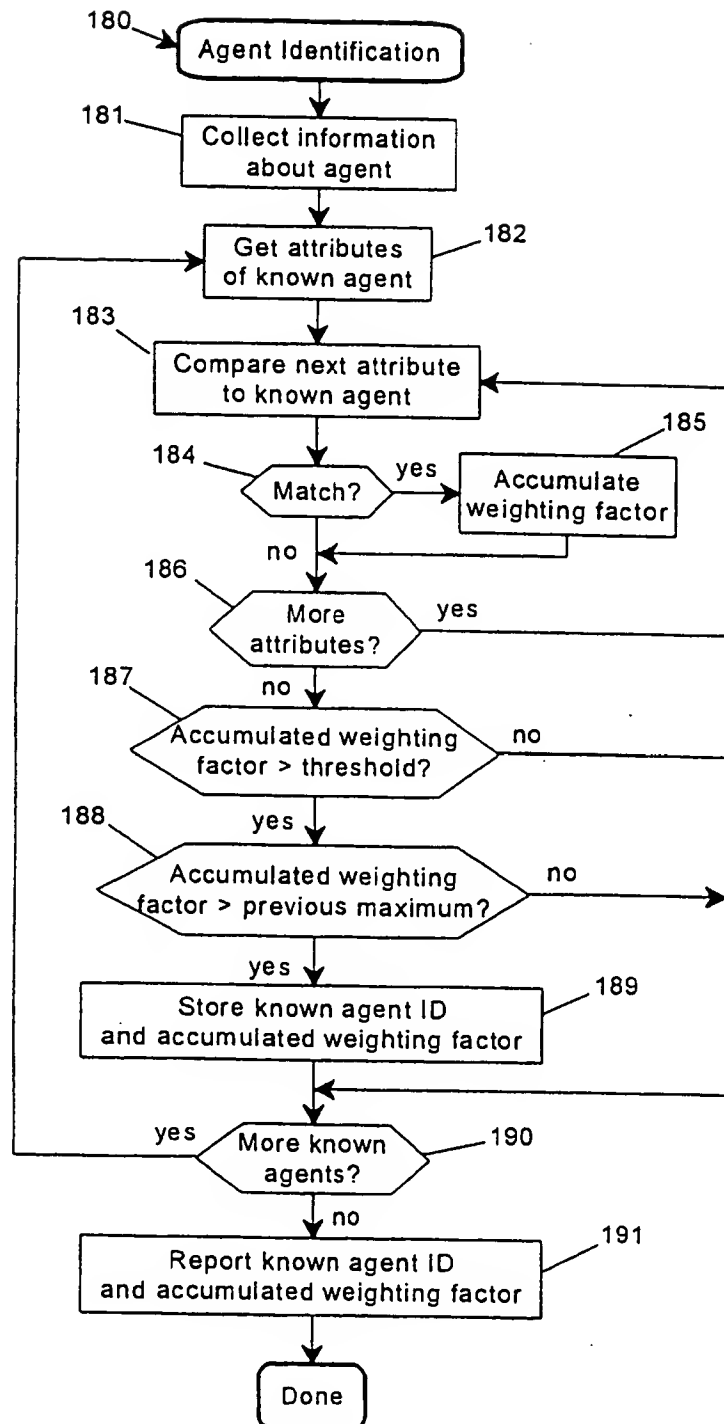 180
Agent Identification
181
Collect information
about agent
182
Get attributes
of known agent
183
Compare next attribute
to known agent
184
Match?
yes
185
Accumulate
weighting factor
no
186
More
attributes?
yes
no
187
Accumulated weighting
factor > threshold?
no
yes
188
Accumulated weighting
factor > previous maximum?
no
yes
189
Store known agent ID
and accumulated weighting factor
yes
More known
agents?
190
no
191
Report known agent ID
and accumulated weighting factor
Done